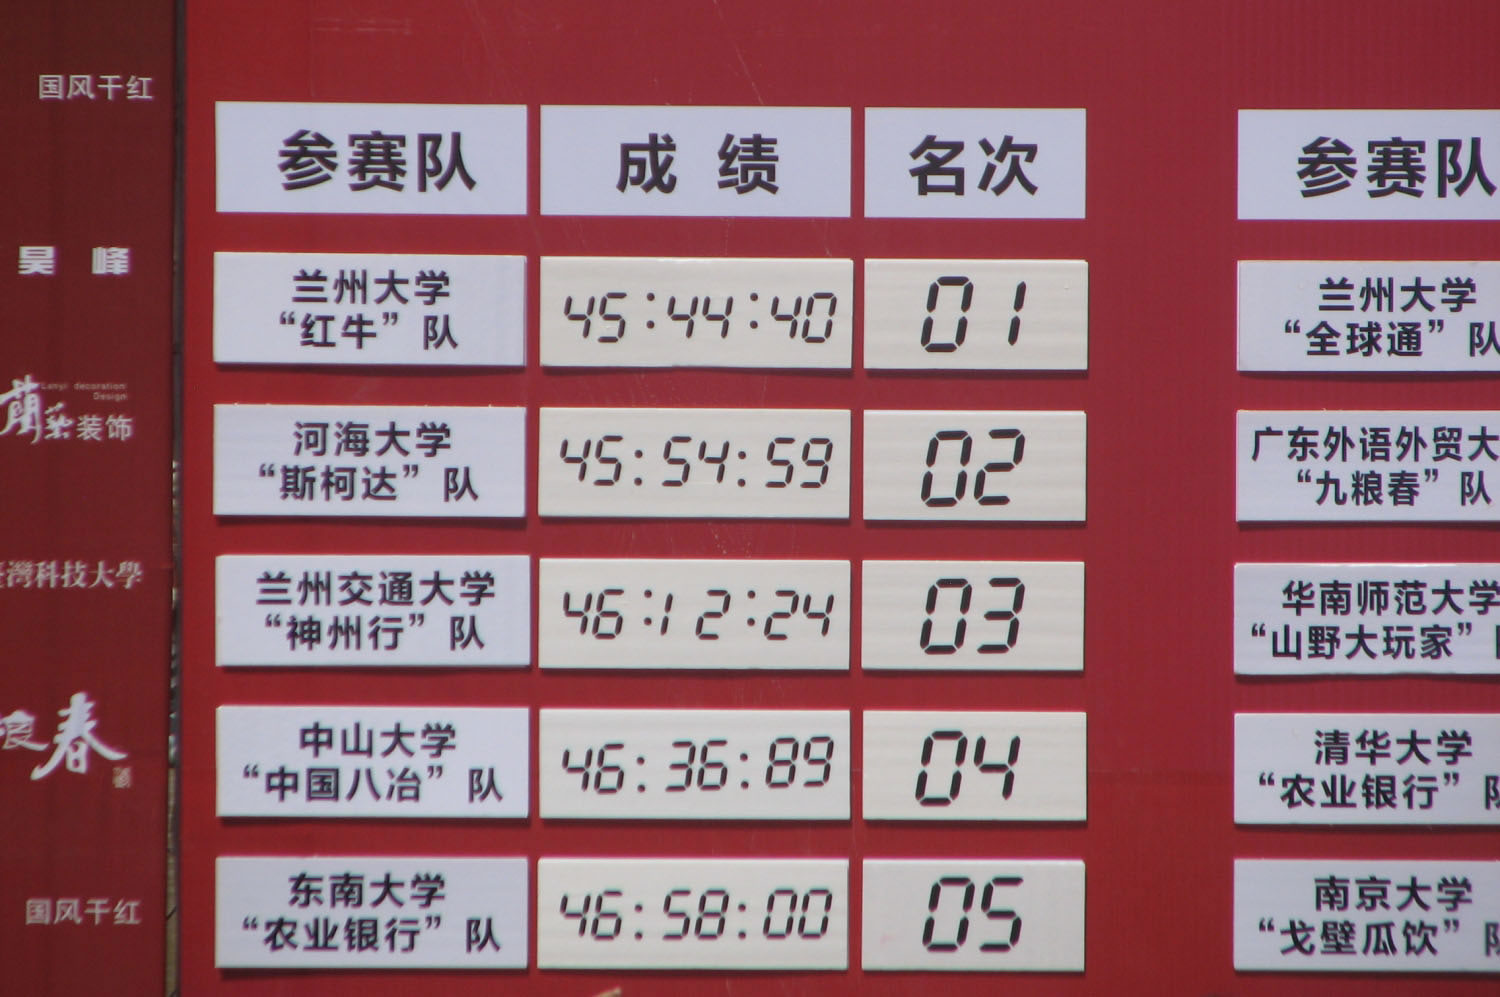 国风干红
昊 峰
Lanyi decoration
Design
装饰
灣科技大學
春
国风干红
参赛队 成绩 名次
兰州大学
“红牛”队 45:44:40 01
河海大学
“斯柯达”队 45:54:59 02
兰州交通大学
“神州行”队 46:12:24 03
中山大学
“中国八冶”队 46:36:89 04
东南大学
“农业银行”队 46:58:00 05
参赛队
兰州大学
“全球通”队
广东外语外贸大
“九粮春”队
华南师范大学
“山野大玩家”
清华大学
“农业银行”队
南京大学
“戈壁瓜饮”队